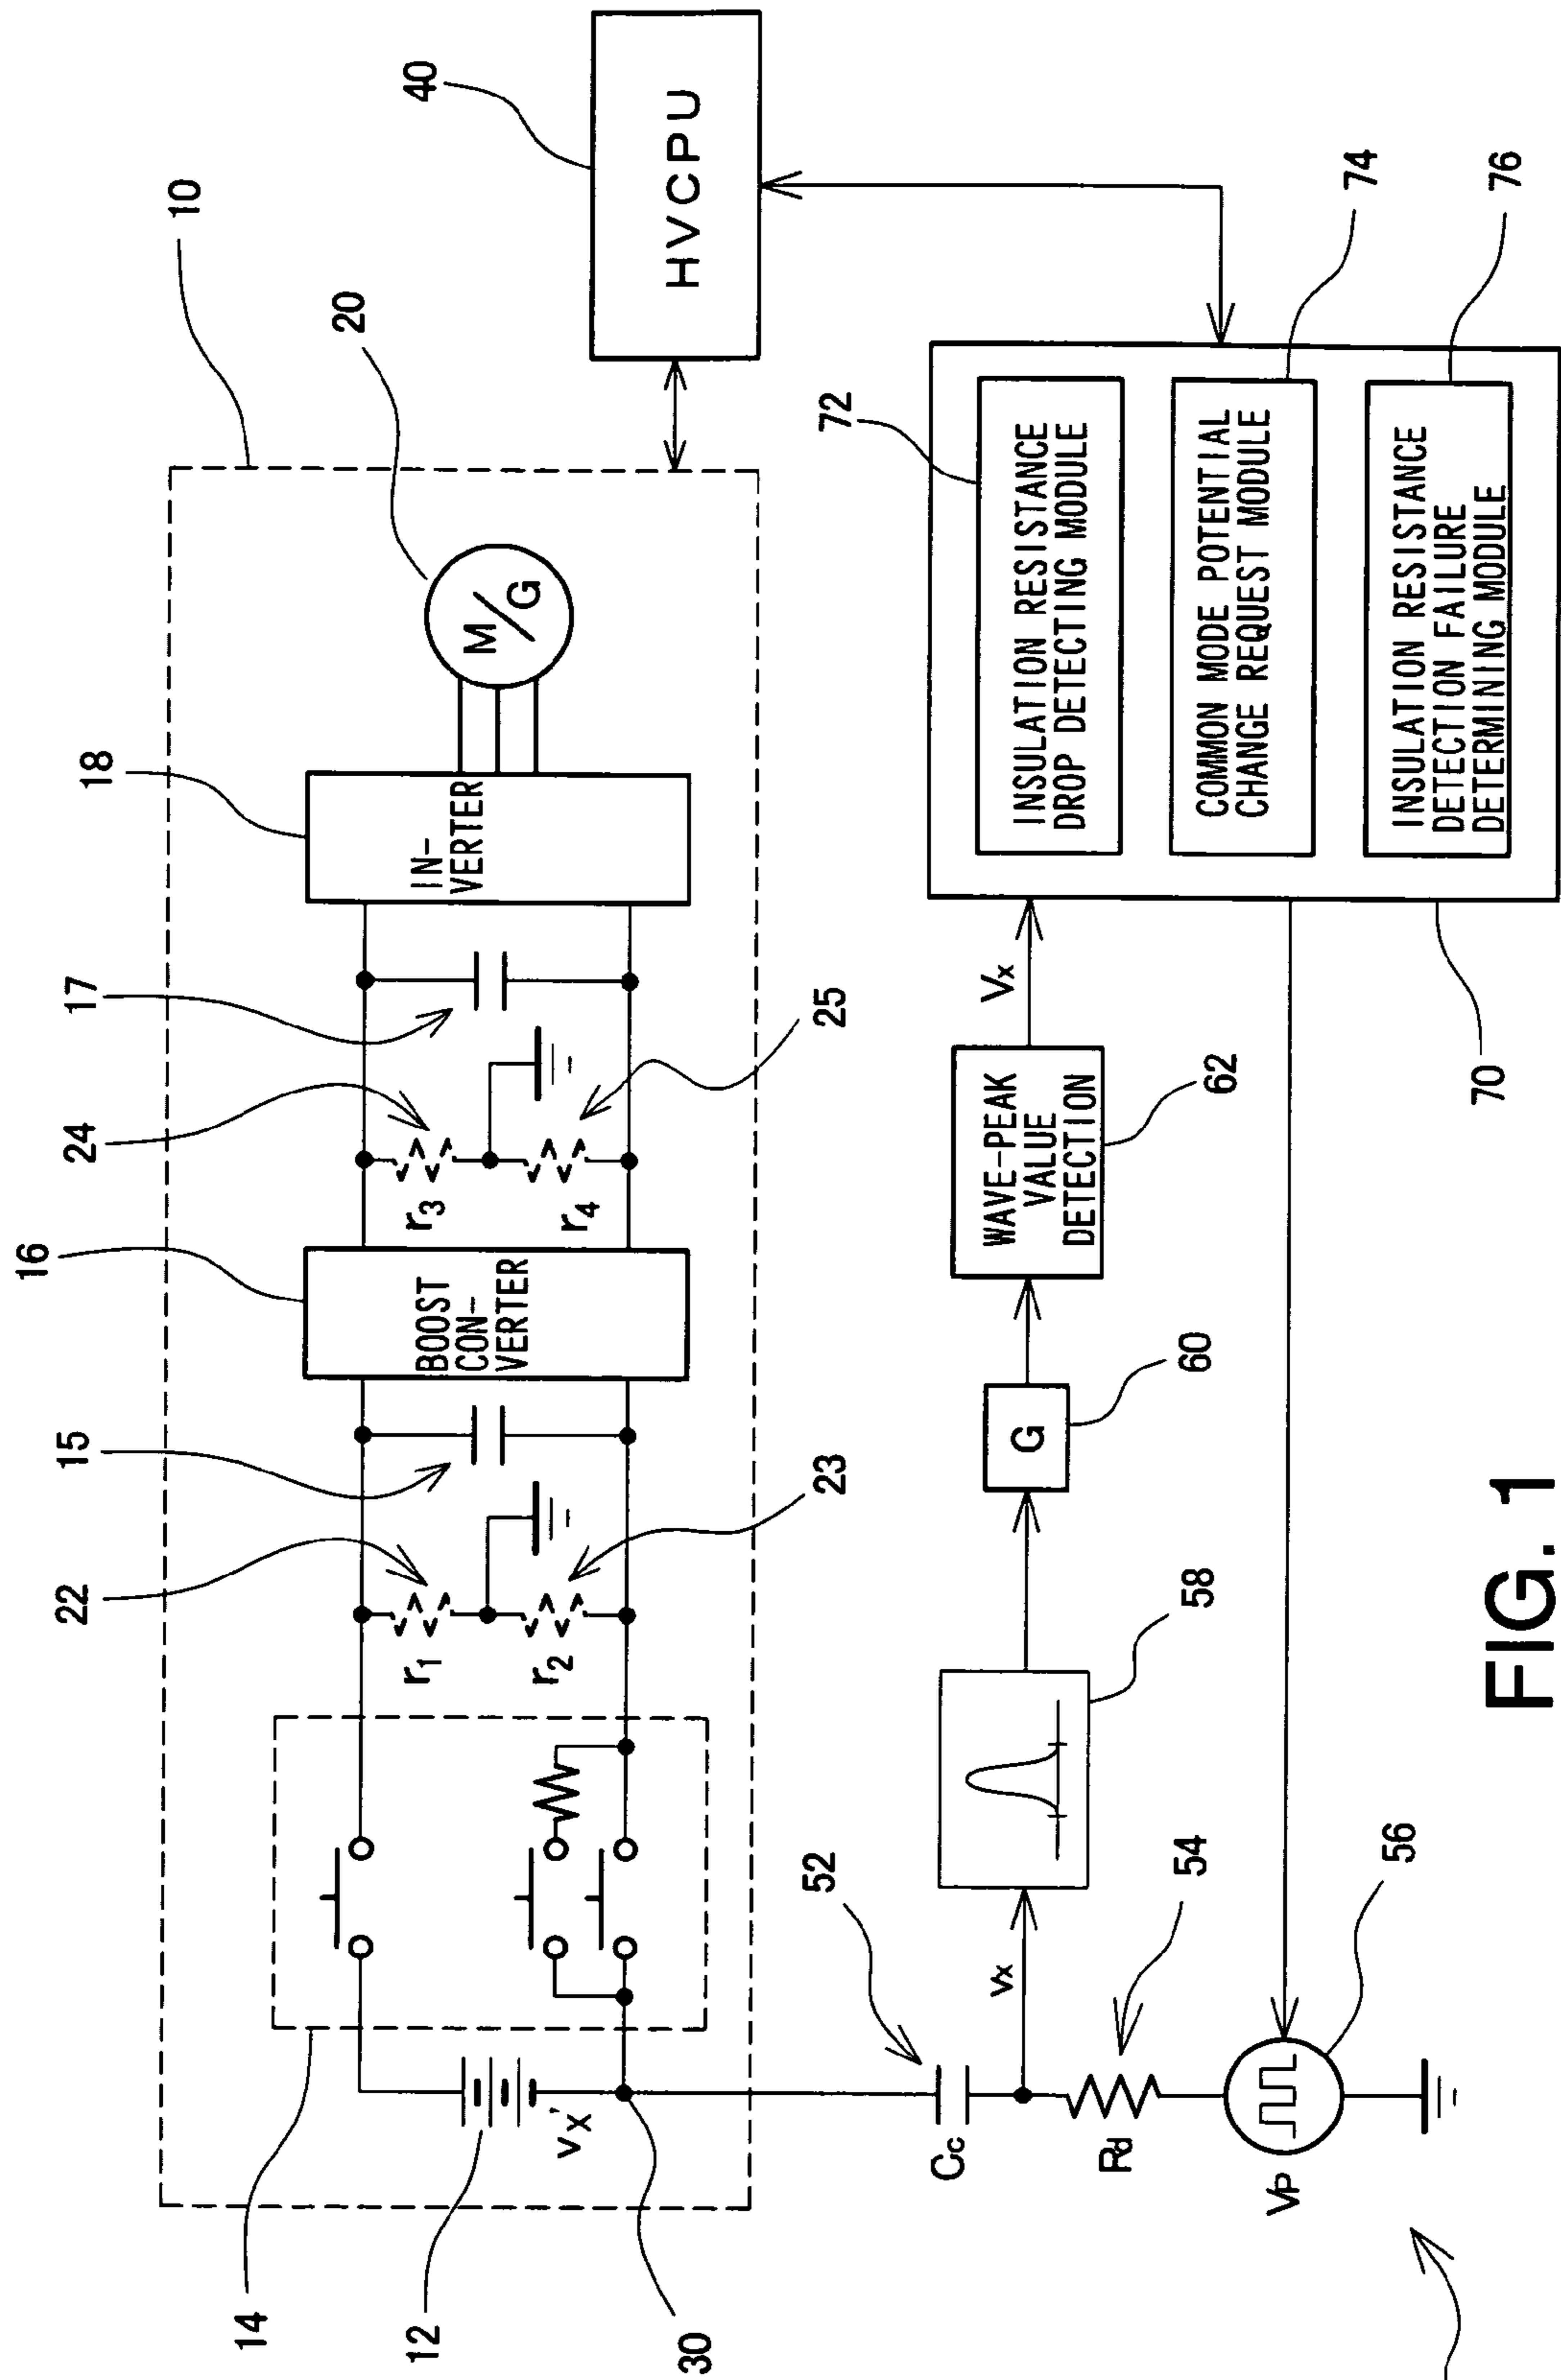 10
40
HVCPU
20
M/G
18
IN-
VERTER
17
24
25
r3
r4
16
BOOST
CON-
VERTER
15
22
23
r1
r2
14
12
vx'
30
52
Cc
vx
54
Rd
56
VP
58
G
60
WAVE-PEAK
VALUE
DETECTION
62
Vx
72
INSULATION RESISTANCE
DROP DETECTING MODULE
74
COMMON MODE POTENTIAL
CHANGE REQUEST MODULE
76
INSULATION RESISTANCE
DETECTION FAILURE
DETERMINING MODULE
70
FIG. 1